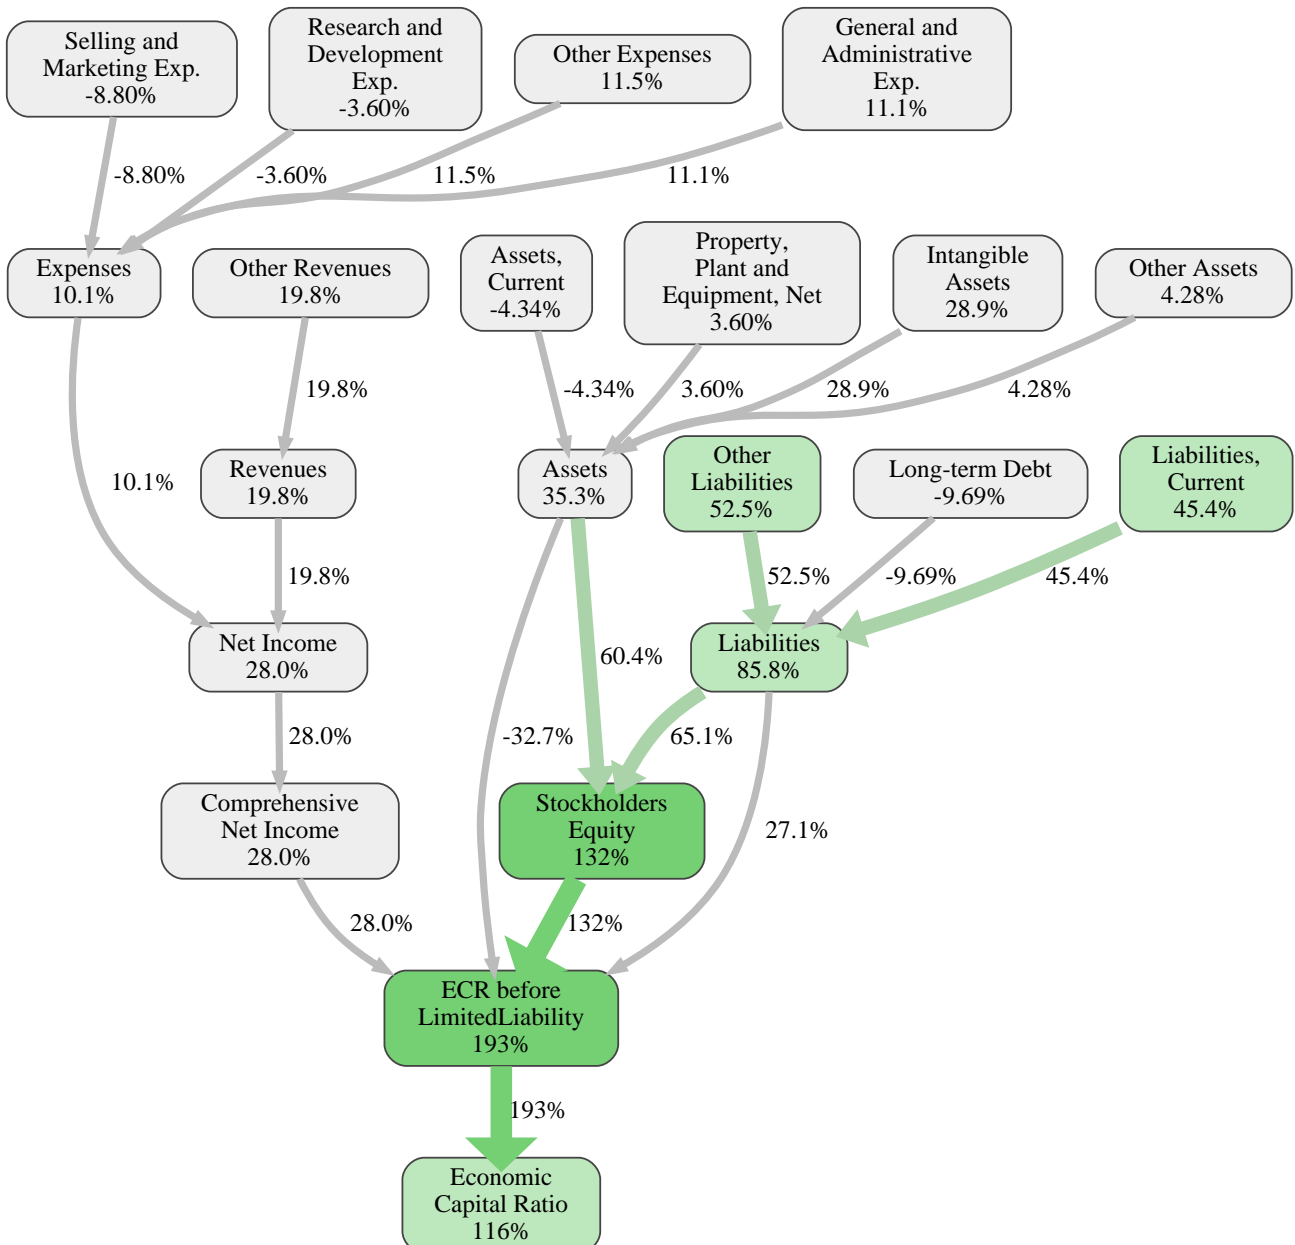 Selling and
Marketing Exp.
-8.80%
Research and
Development
Exp.
-3.60%
Other Expenses
11.5%
General and
Administrative
Exp.
11.1%
-8.80%
-3.60%
11.5%
11.1%
Expenses
10.1%
Other Revenues
19.8%
Assets,
Current
-4.34%
Property,
Plant and
Equipment, Net
3.60%
Intangible
Assets
28.9%
Other Assets
4.28%
19.8%
-4.34%
3.60%
28.9%
4.28%
10.1%
Revenues
19.8%
Assets
35.3%
Other
Liabilities
52.5%
Long-term Debt
-9.69%
Liabilities,
Current
45.4%
19.8%
52.5%
-9.69%
45.4%
Net Income
28.0%
60.4%
Liabilities
85.8%
28.0%
-32.7%
65.1%
Comprehensive
Net Income
28.0%
Stockholders
Equity
132%
27.1%
28.0%
132%
ECR before
LimitedLiability
193%
193%
Economic
Capital Ratio
116%